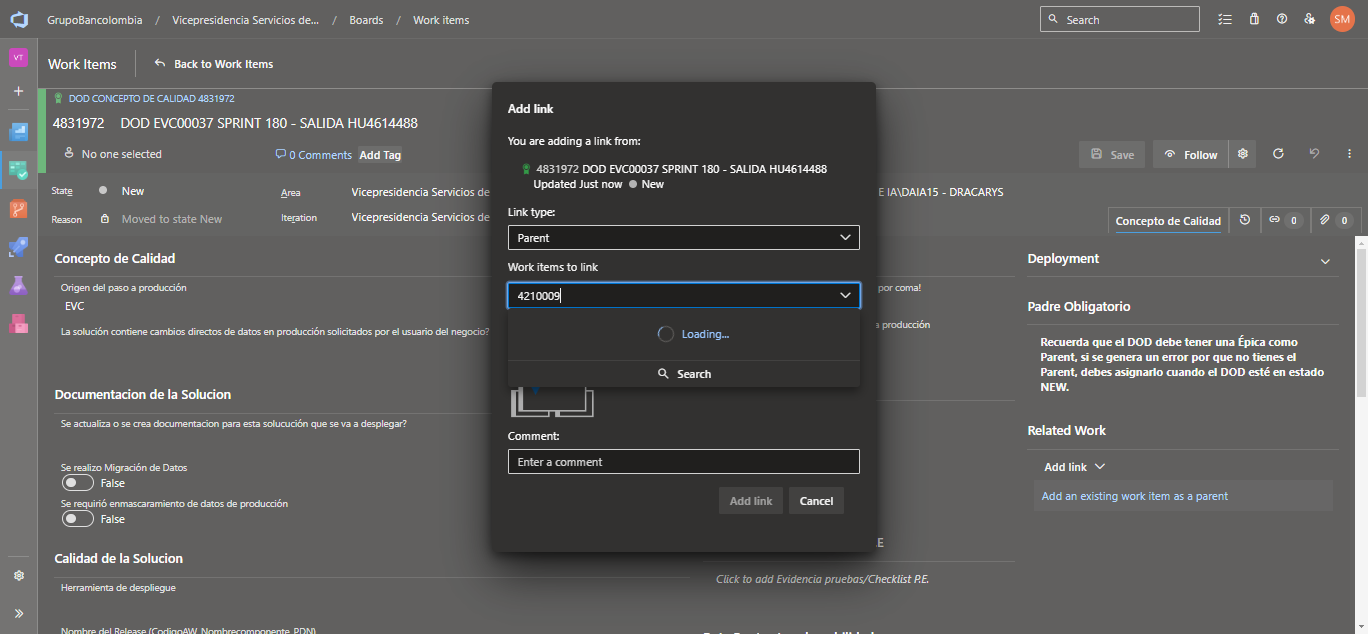 GrupoBancolombia / Vicepresidencia Servicios de... / Boards / Work items
Search
SM
VT
Work Items
Back to Work Items
DOD CONCEPTO DE CALIDAD 4831972
4831972 DOD EVC00037 SPRINT 180 - SALIDA HU4614488
No one selected
0 Comments
Add Tag
Save
Follow
State
New
Area
Vicepresidencia Servicios de
E IA\DAIA15 - DRACARYS
Reason
Moved to state New
Iteration
Vicepresidencia Servicios de
Concepto de Calidad
0
0
Concepto de Calidad
Origen del paso a producción
EVC
La solución contiene cambios directos de datos en producción solicitados por el usuario del negocio?
Documentacion de la Solucion
Se actualiza o se crea documentacion para esta solucución que se va a desplegar?
Se realizo Migración de Datos
False
Se requirió enmascaramiento de datos de producción
False
Calidad de la Solucion
Herramienta de despliegue
Nombre del Release (CodigoAW_Nombrecomponente_PDN)
Add link
You are adding a link from:
4831972 DOD EVC00037 SPRINT 180 - SALIDA HU4614488
Updated Just now New
Link type:
Parent
Work items to link
4210009
Loading...
Search
Comment:
Enter a comment
Add link
Cancel
por coma!
a producción
E
Click to add Evidencia pruebas/Checklist P.E.
Deployment
Padre Obligatorio
Recuerda que el DOD debe tener una Épica como
Parent, si se genera un error por que no tienes el
Parent, debes asignarlo cuando el DOD esté en estado
NEW.
Related Work
Add link
Add an existing work item as a parent